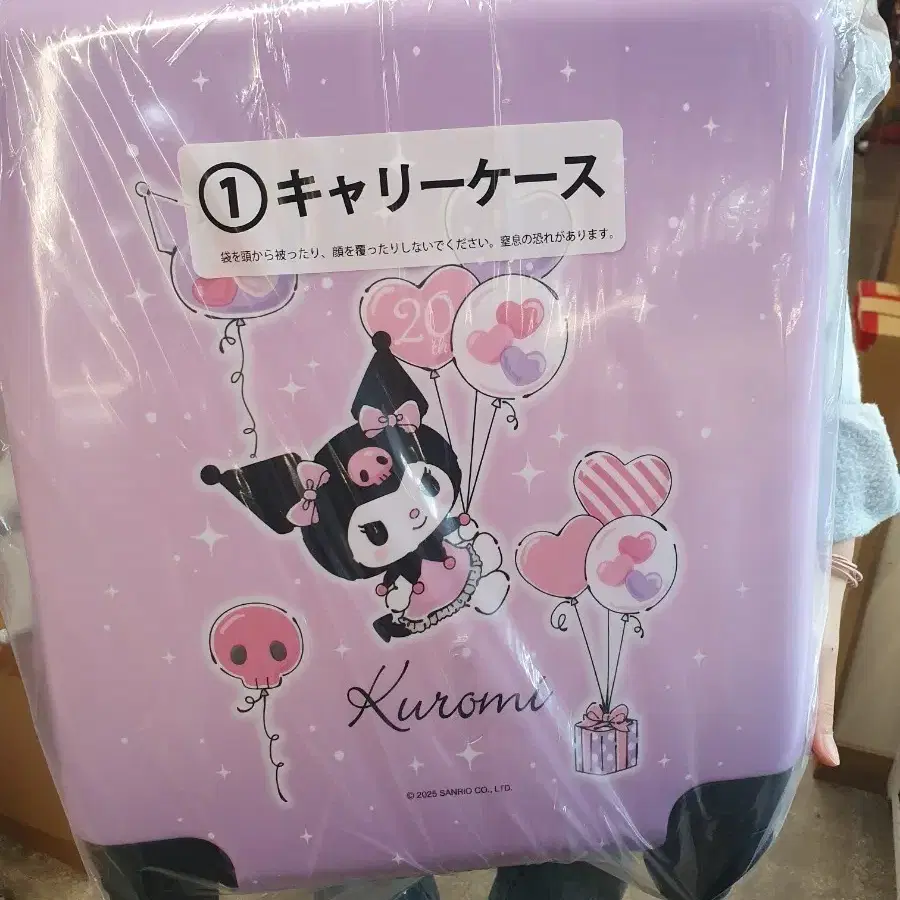 ①キャリーケース
袋を頭から被ったり、顔を覆ったりしないでください。窒息の恐れがあります。
20th
Kuromi
© 2025 SANRIO CO., LTD.